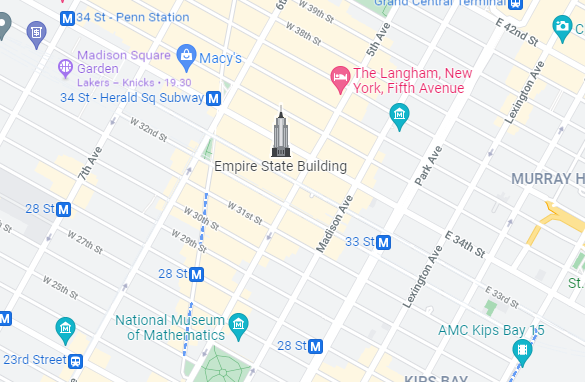 Grand Central Terminal
34 St - Penn Station
W 39th St
W 38th St
5th Ave
E 42nd St
Madison Square
Garden
Lakers – Knicks • 19.30
Macy's
The Langham, New
York, Fifth Avenue
Lexington Ave
34 St - Herald Sq Subway
W 32nd St
Empire State Building
7th Ave
Park Ave
MURRAY H
28 St
W 31st St
W 30th St
W 29th St
W 27th St
Madison Ave
33 St
E 34th St
28 St
Lexington Ave
W 25th St
E 33rd St
St.
National Museum
of Mathematics
AMC Kips Bay 15
28 St
23rd Street
KIPS BAY